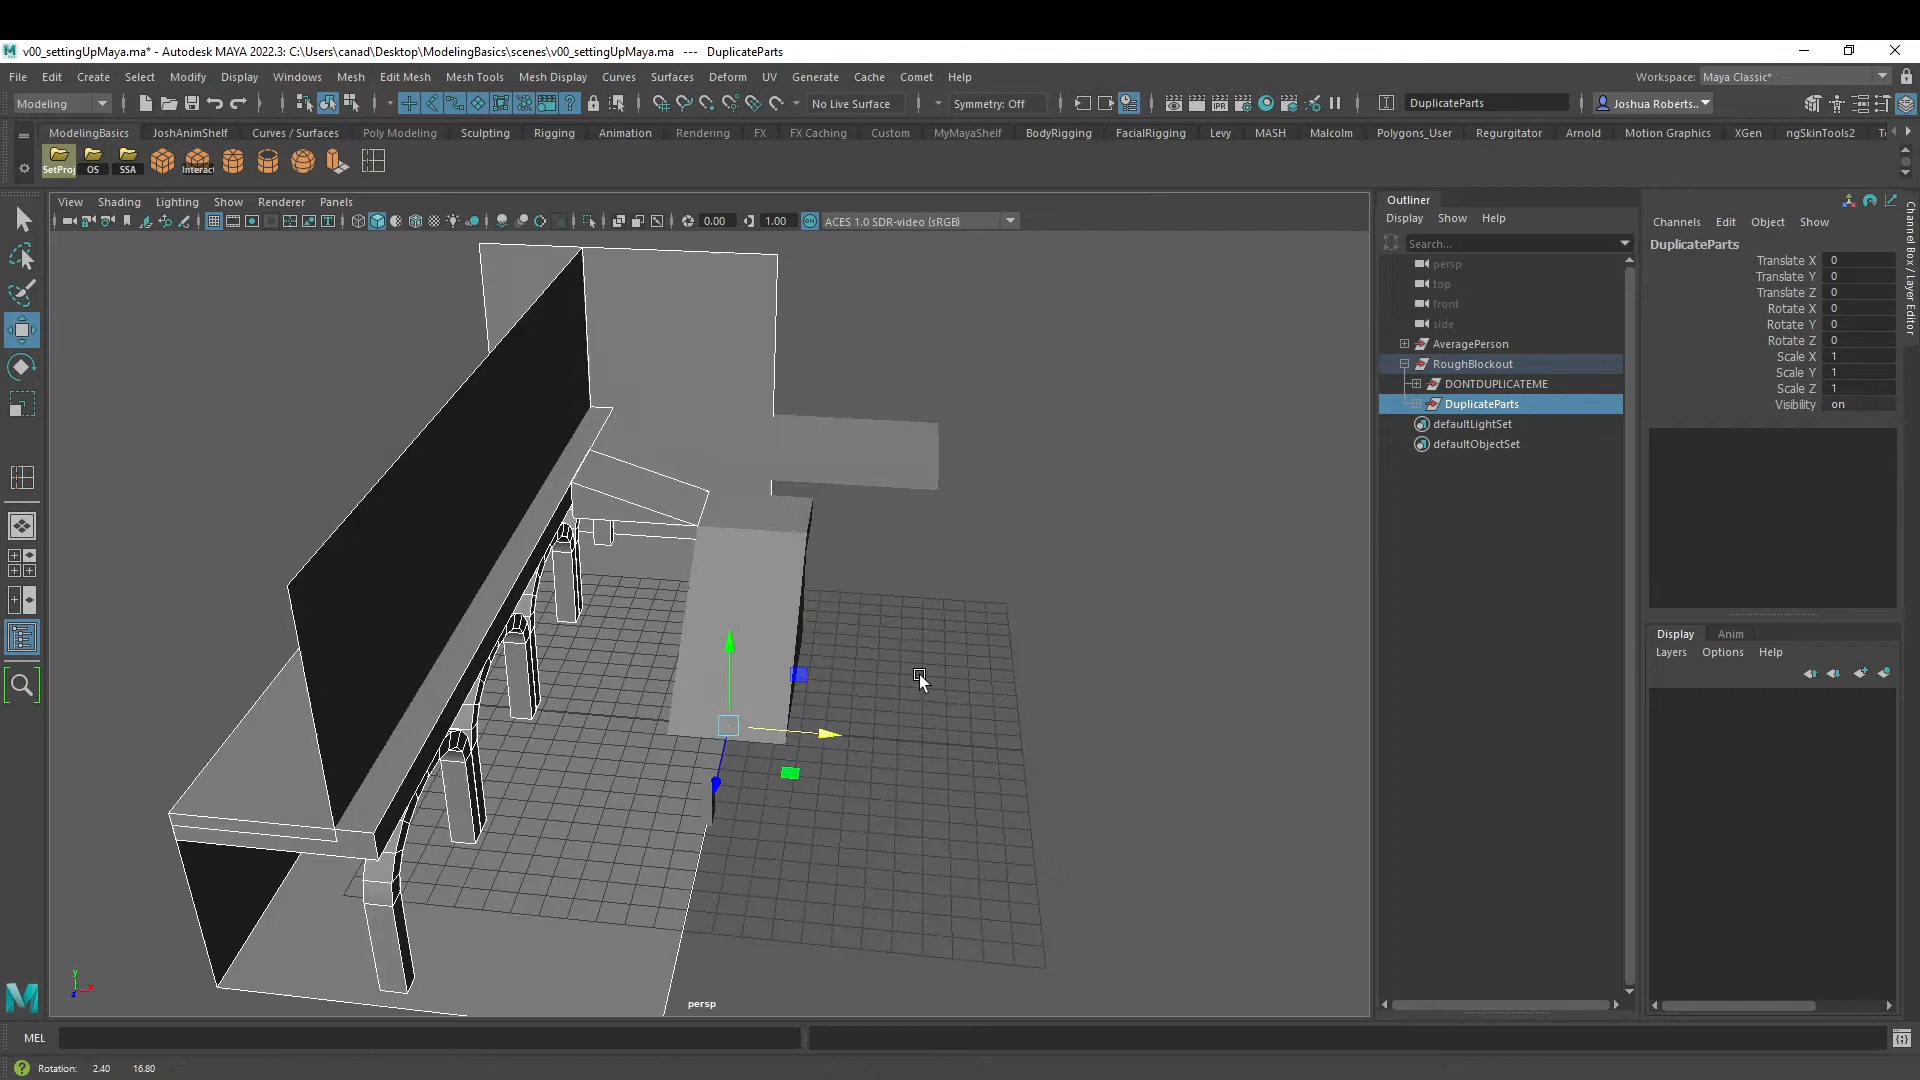 v00_settingUpMaya.ma* - Autodesk MAYA 2022.3: C:\Users\canad\Desktop\ModelingBasics\scenes\v00_settingUpMaya.ma --- DuplicateParts
File Edit Create Select Modify Display Windows Mesh Edit Mesh Mesh Tools Mesh Display Curves Surfaces Deform UV Generate Cache Comet Help Workspace: Maya Classic*
Modeling No Live Surface Symmetry: Off IPR DuplicateParts Joshua Roberts..
ModelingBasics JoshAnimShelf Curves / Surfaces Poly Modeling Sculpting Rigging Animation Rendering FX FX Caching Custom MyMayaShelf BodyRigging FacialRigging Levy MASH Malcolm Polygons_User Regurgitator Arnold Motion Graphics XGen ngSkinTools2
SetProj OS SSA Interact
View Shading Lighting Show Renderer Panels
0.00 1.00 ON ACES 1.0 SDR-video (sRGB)
persp
y
x
z
Outliner
Display Show Help
Search...
persp
top
front
side
AveragePerson
RoughBlockout
DONTDUPLICATEME
DuplicateParts
defaultLightSet
defaultObjectSet
Channels Edit Object Show
DuplicateParts
Translate X 0
Translate Y 0
Translate Z 0
Rotate X 0
Rotate Y 0
Rotate Z 0
Scale X 1
Scale Y 1
Scale Z 1
Visibility on
Display Anim
Layers Options Help
Channel Box / Layer Editor
MEL
Rotation: 2.40 16.80